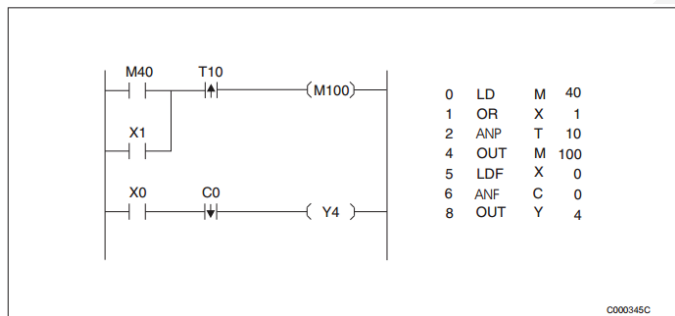 M40 T10
(M100)
X1
X0 C0
( Y4 )
0 LD M 40
1 OR X 1
2 ANP T 10
4 OUT M 100
5 LDF X 0
6 ANF C 0
8 OUT Y 4
C000345C